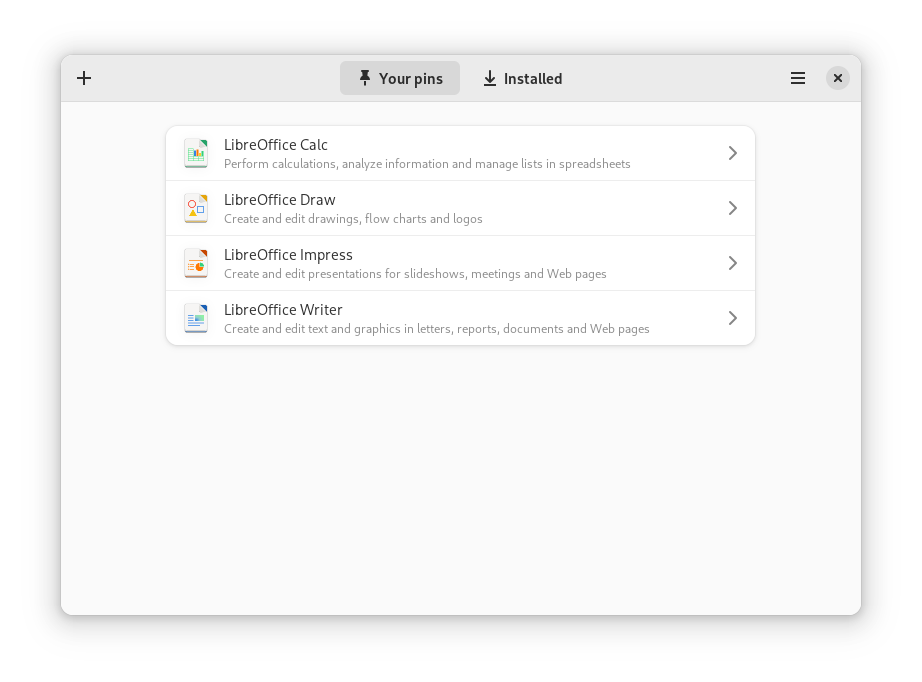 Your pins
Installed
LibreOffice Calc
Perform calculations, analyze information and manage lists in spreadsheets
LibreOffice Draw
Create and edit drawings, flow charts and logos
LibreOffice Impress
Create and edit presentations for slideshows, meetings and Web pages
LibreOffice Writer
Create and edit text and graphics in letters, reports, documents and Web pages